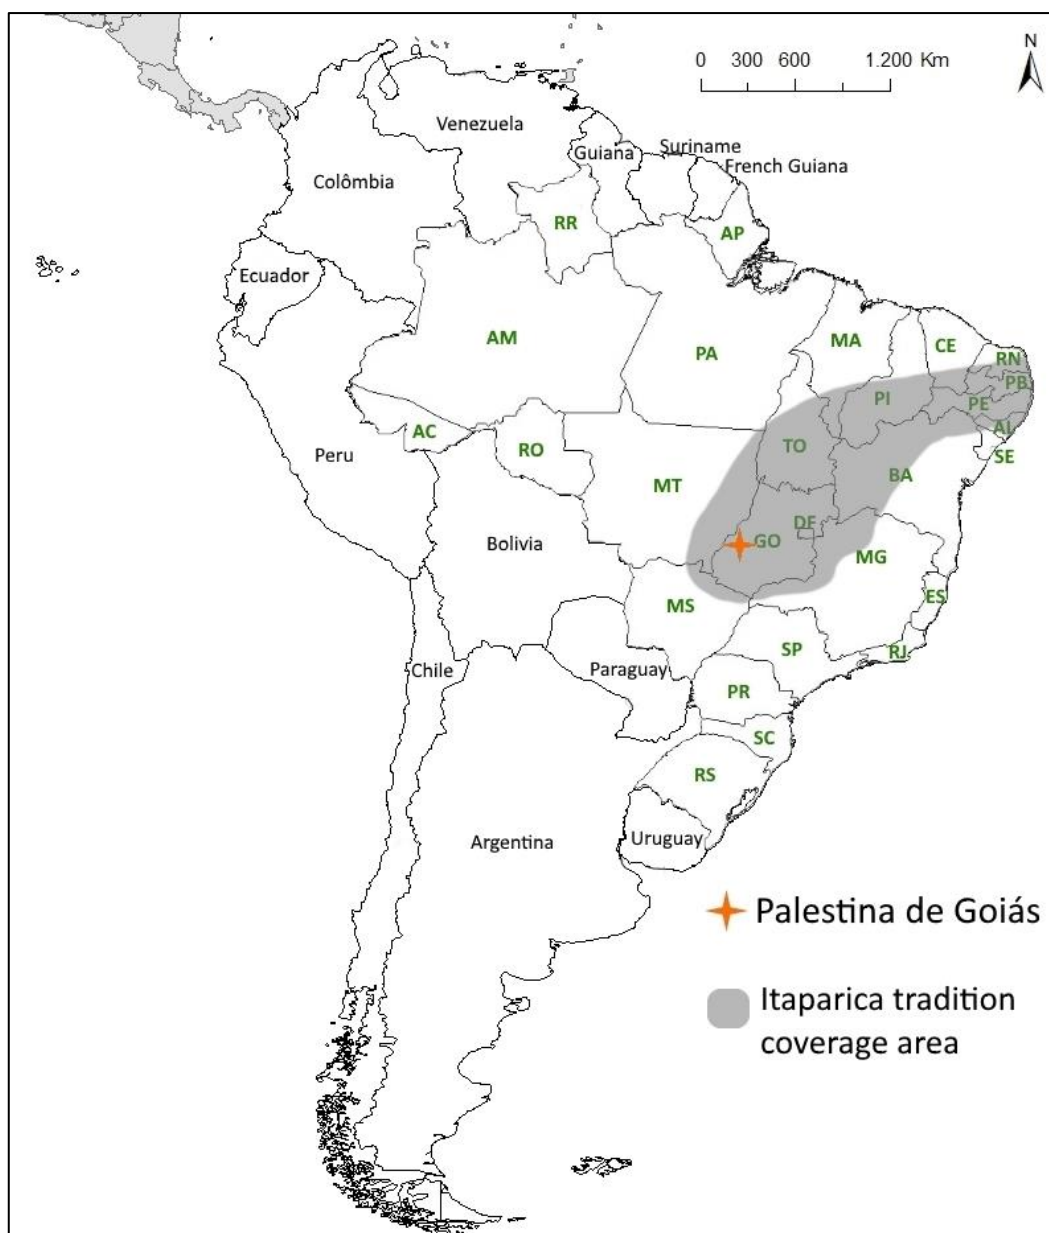 N
0 300 600 1.200 Km
Venezuela
Suriname
Guiana
French Guiana
Colômbia
RR
AP
Ecuador
AM
PA
MA
CE
RN
PB
PI
PE
AL
AC
RO
TO
SE
Peru
MT
BA
DF
Bolivia
GO
MG
MS
ES
SP
RJ
Chile
Paraguay
PR
SC
RS
Argentina
Uruguay
Palestina de Goiás
Itaparica tradition
coverage area